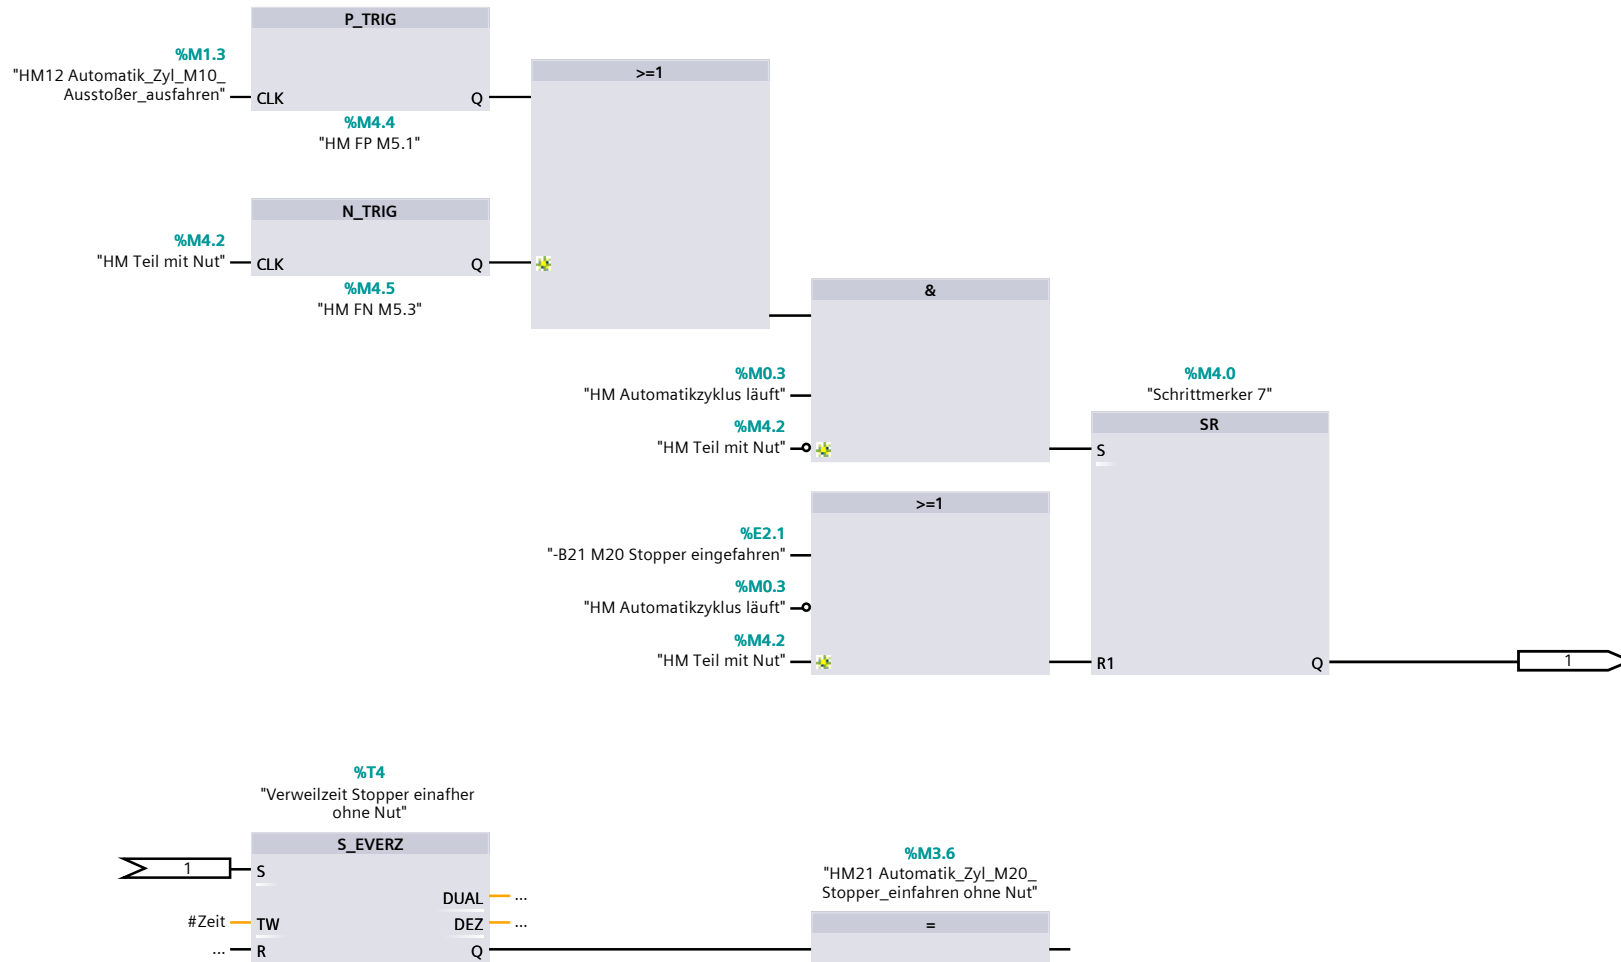 P_TRIG
%M1.3
"HM12 Automatik_Zyl_M10_
Ausstoßer_ausfahren"
CLK
Q
%M4.4
"HM FP M5.1"
>=1
N_TRIG
%M4.2
"HM Teil mit Nut"
CLK
Q
%M4.5
"HM FN M5.3"
&
%M0.3
"HM Automatikzyklus läuft"
%M4.2
"HM Teil mit Nut"
%M4.0
"Schrittmerker 7"
SR
S
>=1
%E2.1
"-B21 M20 Stopper eingefahren"
%M0.3
"HM Automatikzyklus läuft"
%M4.2
"HM Teil mit Nut"
R1
Q
1
%T4
"Verweilzeit Stopper einafher
ohne Nut"
S_EVERZ
1
S
DUAL
...
#Zeit
TW
DEZ
...
...
R
Q
%M3.6
"HM21 Automatik_Zyl_M20_
Stopper_einfahren ohne Nut"
=